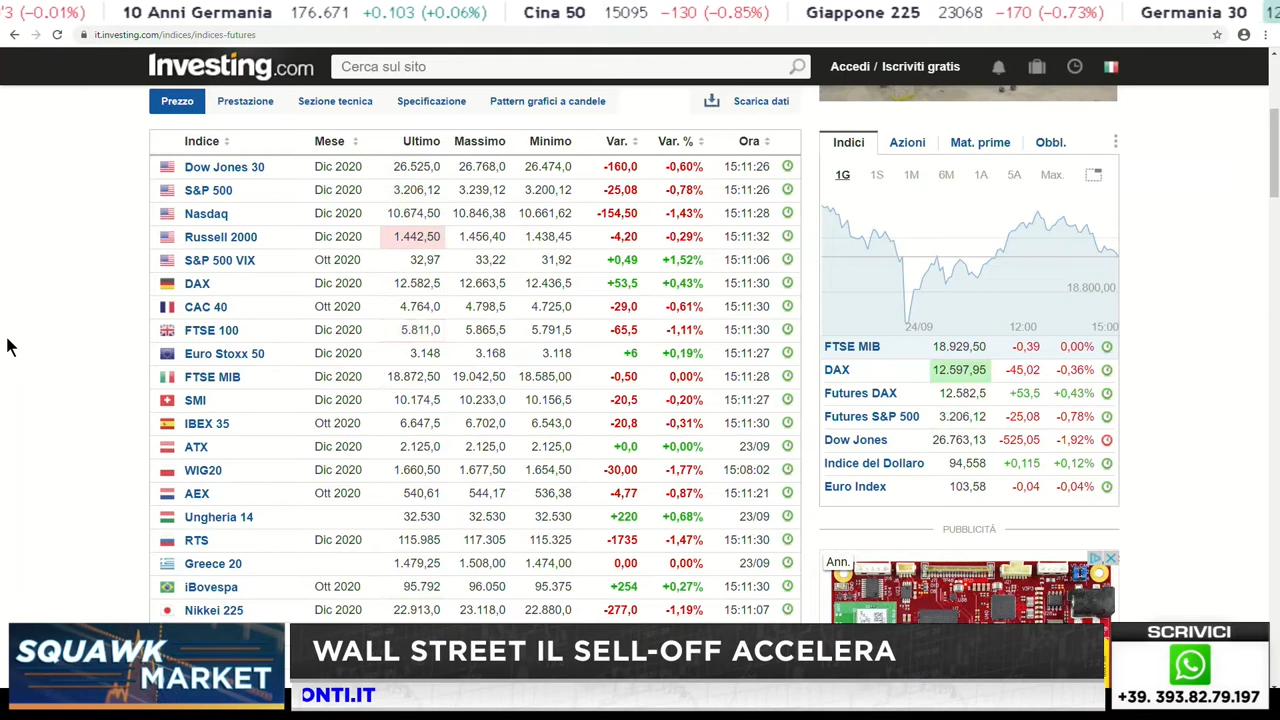 73 (−0.01%) 10 Anni Germania 176.671 +0.103 (+0.06%) Cina 50 15095 −130 (−0.85%) Giappone 225 23068 −170 (−0.73%) Germania 30
it.investing.com/indices/indices-futures
Investing.com Cerca sul sito Accedi / Iscriviti gratis
Prezzo Prestazione Sezione tecnica Specificazione Pattern grafici a candele Scarica dati
Indice Mese Ultimo Massimo Minimo Var. Var. % Ora
Dow Jones 30 Dic 2020 26.525,0 26.768,0 26.474,0 -160,0 -0,60% 15:11:26
S&P 500 Dic 2020 3.206,12 3.239,12 3.200,12 -25,08 -0,78% 15:11:26
Nasdaq Dic 2020 10.674,50 10.846,38 10.661,62 -154,50 -1,43% 15:11:28
Russell 2000 Dic 2020 1.442,50 1.456,40 1.438,45 -4,20 -0,29% 15:11:32
S&P 500 VIX Ott 2020 32,97 33,22 31,92 +0,49 +1,52% 15:11:06
DAX Dic 2020 12.582,5 12.663,5 12.436,5 +53,5 +0,43% 15:11:30
CAC 40 Ott 2020 4.764,0 4.798,5 4.725,0 -29,0 -0,61% 15:11:30
FTSE 100 Dic 2020 5.811,0 5.865,5 5.791,5 -65,5 -1,11% 15:11:30
Euro Stoxx 50 Dic 2020 3.148 3.168 3.118 +6 +0,19% 15:11:27
FTSE MIB Dic 2020 18.872,50 19.042,50 18.585,00 -0,50 0,00% 15:11:28
SMI Dic 2020 10.174,5 10.233,0 10.156,5 -20,5 -0,20% 15:11:27
IBEX 35 Ott 2020 6.647,5 6.702,0 6.543,0 -20,8 -0,31% 15:11:30
ATX Dic 2020 2.125,0 2.125,0 2.125,0 +0,0 +0,00% 23/09
WIG20 Dic 2020 1.660,50 1.677,50 1.654,50 -30,00 -1,77% 15:08:02
AEX Ott 2020 540,61 544,17 536,38 -4,77 -0,87% 15:11:21
Ungheria 14 32.530 32.530 32.530 +220 +0,68% 23/09
RTS Dic 2020 115.985 117.305 115.325 -1735 -1,47% 15:11:30
Greece 20 1.479,25 1.508,00 1.474,00 0,00 0,00% 23/09
iBovespa Ott 2020 95.792 96.050 95.375 +254 +0,27% 15:11:30
Nikkei 225 Dic 2020 22.913,0 23.118,0 22.880,0 -277,0 -1,19% 15:11:07
Indici Azioni Mat. prime Obbl.
1G 1S 1M 6M 1A 5A Max.
18.800,00
24/09 12:00 15:00
FTSE MIB 18.929,50 -0,39 0,00%
DAX 12.597,95 -45,02 -0,36%
Futures DAX 12.582,5 +53,5 +0,43%
Futures S&P 500 3.206,12 -25,08 -0,78%
Dow Jones 26.763,13 -525,05 -1,92%
Indice del Dollaro 94,558 +0,115 +0,12%
Euro Index 103,58 -0,04 -0,04%
PUBBLICITÁ
Ann.
SQUAWK
MARKET
WALL STREET IL SELL-OFF ACCELERA
ONTI.IT
SCRIVICI
+39. 393.82.79.197